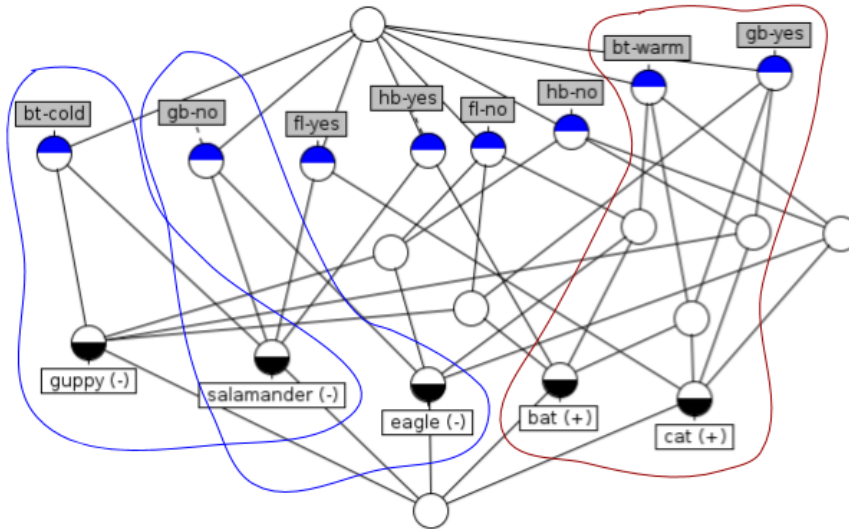 gb-yes
bt-warm
hb-yes
hb-no
bt-cold
gb-no
fl-yes
fl-no
guppy (-)
salamander (-)
eagle (-)
bat (+)
cat (+)